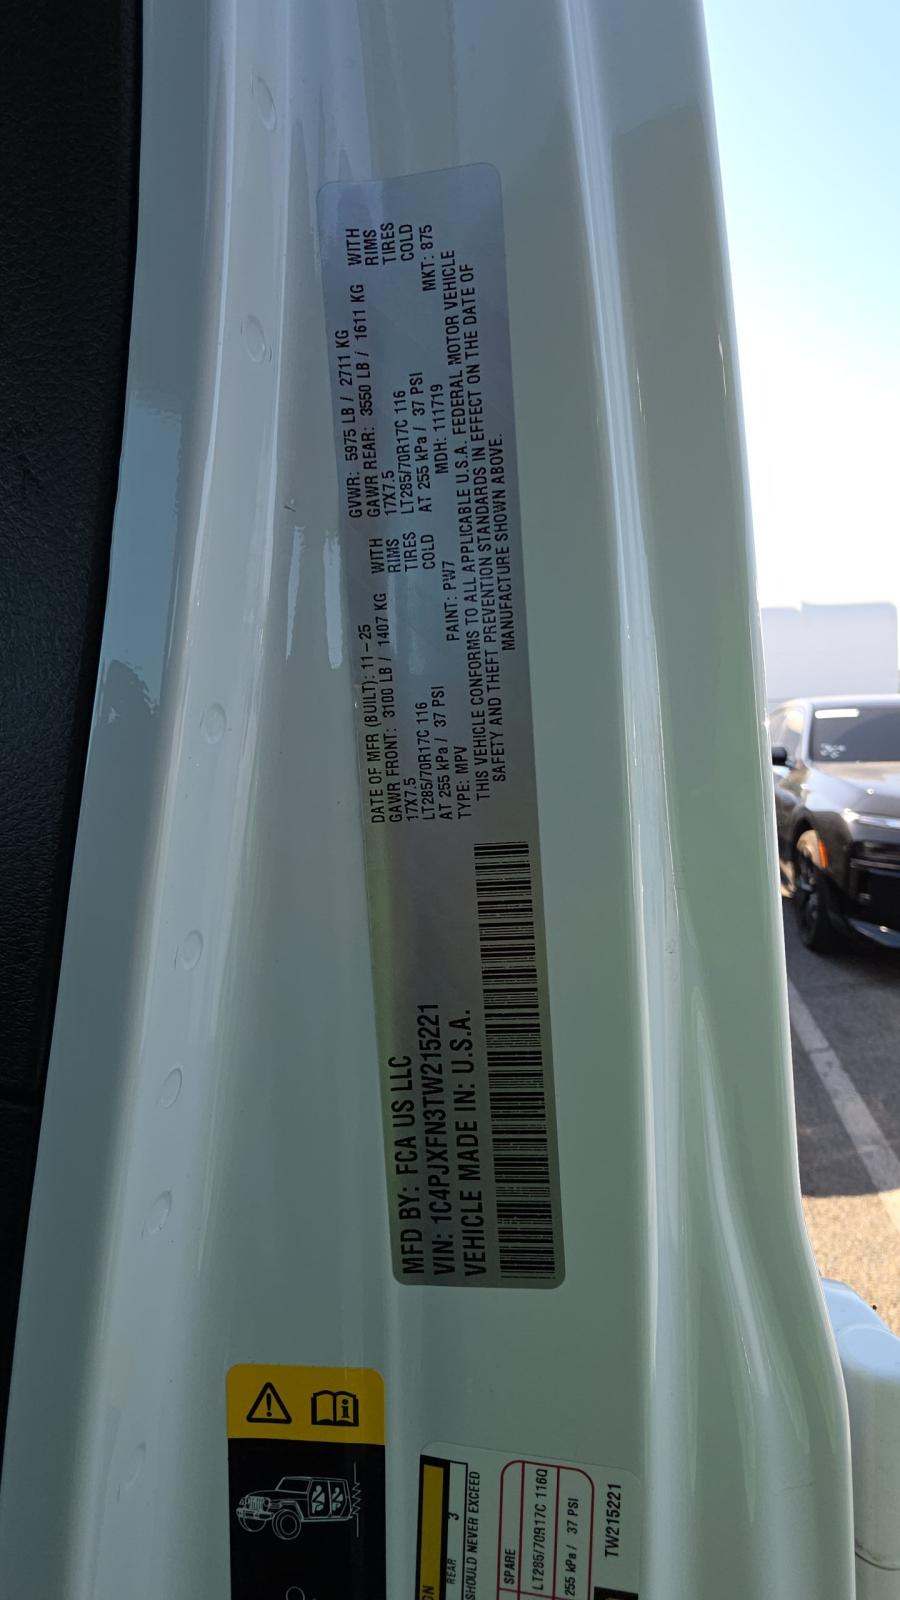 MFD BY: FCA US LLC
VIN: 1C4PJXFN3TW215221
VEHICLE MADE IN: U.S.A.
DATE OF MFR (BUILT): 11-25
GVWR: 5975 LB / 2711 KG
GAWR FRONT: 3100 LB / 1407 KG WITH
GAWR REAR: 3550 LB / 1611 KG WITH
17X7.5 RIMS
17X7.5 RIMS
LT285/70R17C 116 TIRES
LT285/70R17C 116 TIRES
AT 255 kPa / 37 PSI COLD
AT 255 kPa / 37 PSI COLD
TYPE: MPV PAINT: PW7 MDH: 111719 MKT: 875
THIS VEHICLE CONFORMS TO ALL APPLICABLE U.S.A. FEDERAL MOTOR VEHICLE
SAFETY AND THEFT PREVENTION STANDARDS IN EFFECT ON THE DATE OF
MANUFACTURE SHOWN ABOVE.
REAR 3
SHOULD NEVER EXCEED
SPARE
LT285/70R17C 116Q
255 kPa / 37 PSI
TW215221